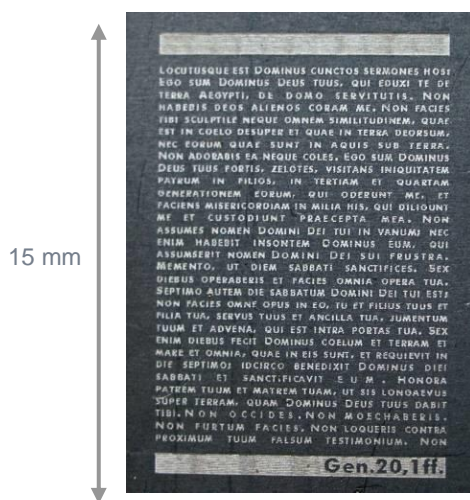 15 mm
LOCUTUSQUE EST DOMINUS CUNCTOS SERMONES HOS:
EGO SUM DOMINUS DEUS TUUS, QUI EDUXI TE DE
TERRA AEGYPTI, DE DOMO SERVITUTIS. NON
HABEBIS DEOS ALIENOS CORAM ME. NON FACIES
TIBI SCULPTILE NEQUE OMNEM SIMILITUDINEM, QUAE
EST IN COELO DESUPER ET QUAE IN TERRA DEORSUM,
NEC EORUM QUAE SUNT IN AQUIS SUB TERRA.
NON ADORABIS EA NEQUE COLES, EGO SUM DOMINUS
DEUS TUUS FORTIS, ZELOTES, VISITANS INIQUITATEM
PATRUM IN FILIOS, IN TERTIAM ET QUARTAM
GENERATIONEM EORUM, QUI ODERUNT ME, ET
FACIENS MISERICORDIAM IN MILIA HIS, QUI DILIGUNT
ME ET CUSTODIUNT PRAECEPTA MEA. NON
ASSUMES NOMEN DOMINI DEI TUI IN VANUM; NEC
ENIM HABEBIT INSONTEM DOMINUS EUM, QUI
ASSUMSERIT NOMEN DOMINI DEI SUI FRUSTRA.
MEMENTO, UT DIEM SABBATI SANCTIFICES. SEX
DIEBUS OPERABERIS ET FACIES OMNIA OPERA TUA.
SEPTIMO AUTEM DIE SABBATUM DOMINI DEI TUI EST;
NON FACIES OMNE OPUS IN EO, TU ET FILIUS TUUS ET
FILIA TUA, SERVUS TUUS ET ANCILLA TUA, JUMENTUM
TUUM ET ADVENA, QUI EST INTRA PORTAS TUA. SEX
ENIM DIEBUS FECIT DOMINUS COELUM ET TERRAM ET
MARE ET OMNIA, QUAE IN EIS SUNT, ET REQUIEVIT IN
DIE SEPTIMO; IDCIRCO BENEDIXIT DOMINUS DIEI
SABBATI ET SANCTIFICAVIT EUM. HONORA
PATREM TUUM ET MATREM TUAM, UT SIS LONGAEVUS
SUPER TERRAM, QUAM DOMINUS DEUS TUUS DABIT
TIBI. NON OCCIDES. NON MOECHABERIS.
NON FURTUM FACIES. NON LOQUERIS CONTRA
PROXIMUM TUUM FALSUM TESTIMONIUM. NON
Gen.20,1ff.